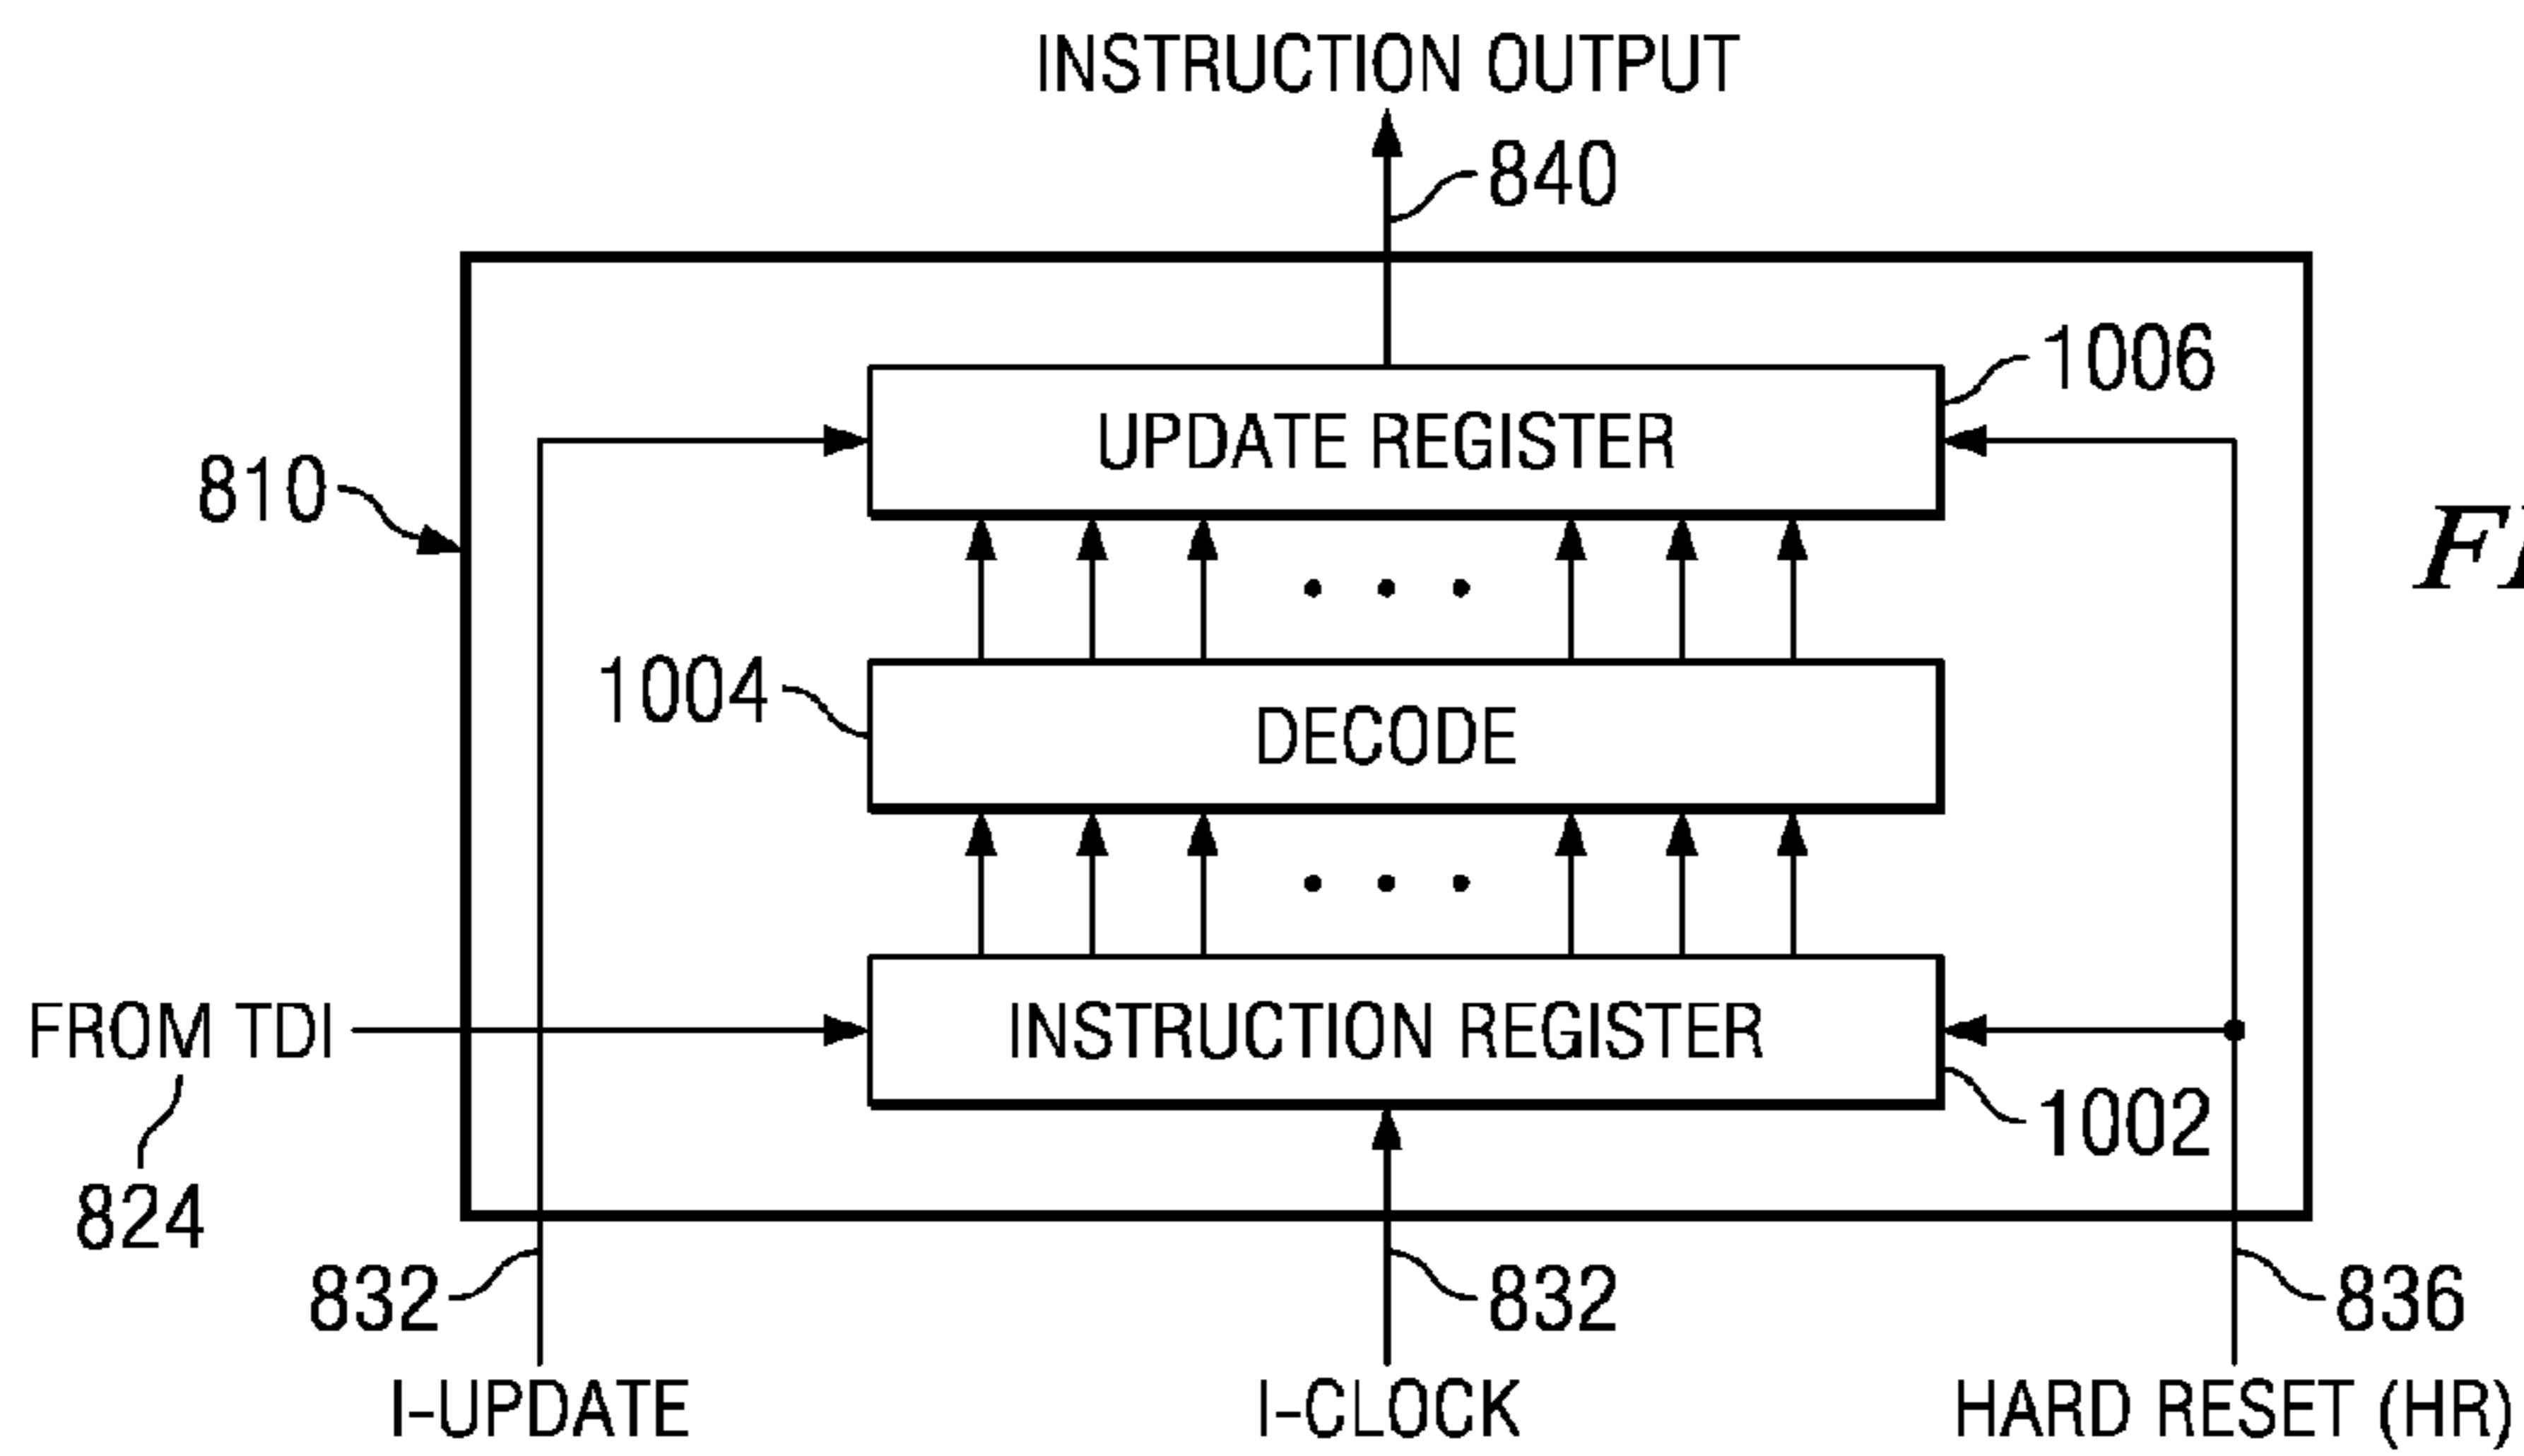 INSTRUCTION OUTPUT
840
1006
UPDATE REGISTER
810
1004
DECODE
FROM TDI
INSTRUCTION REGISTER
1002
824
832
832
836
I-UPDATE
I-CLOCK
HARD RESET (HR)